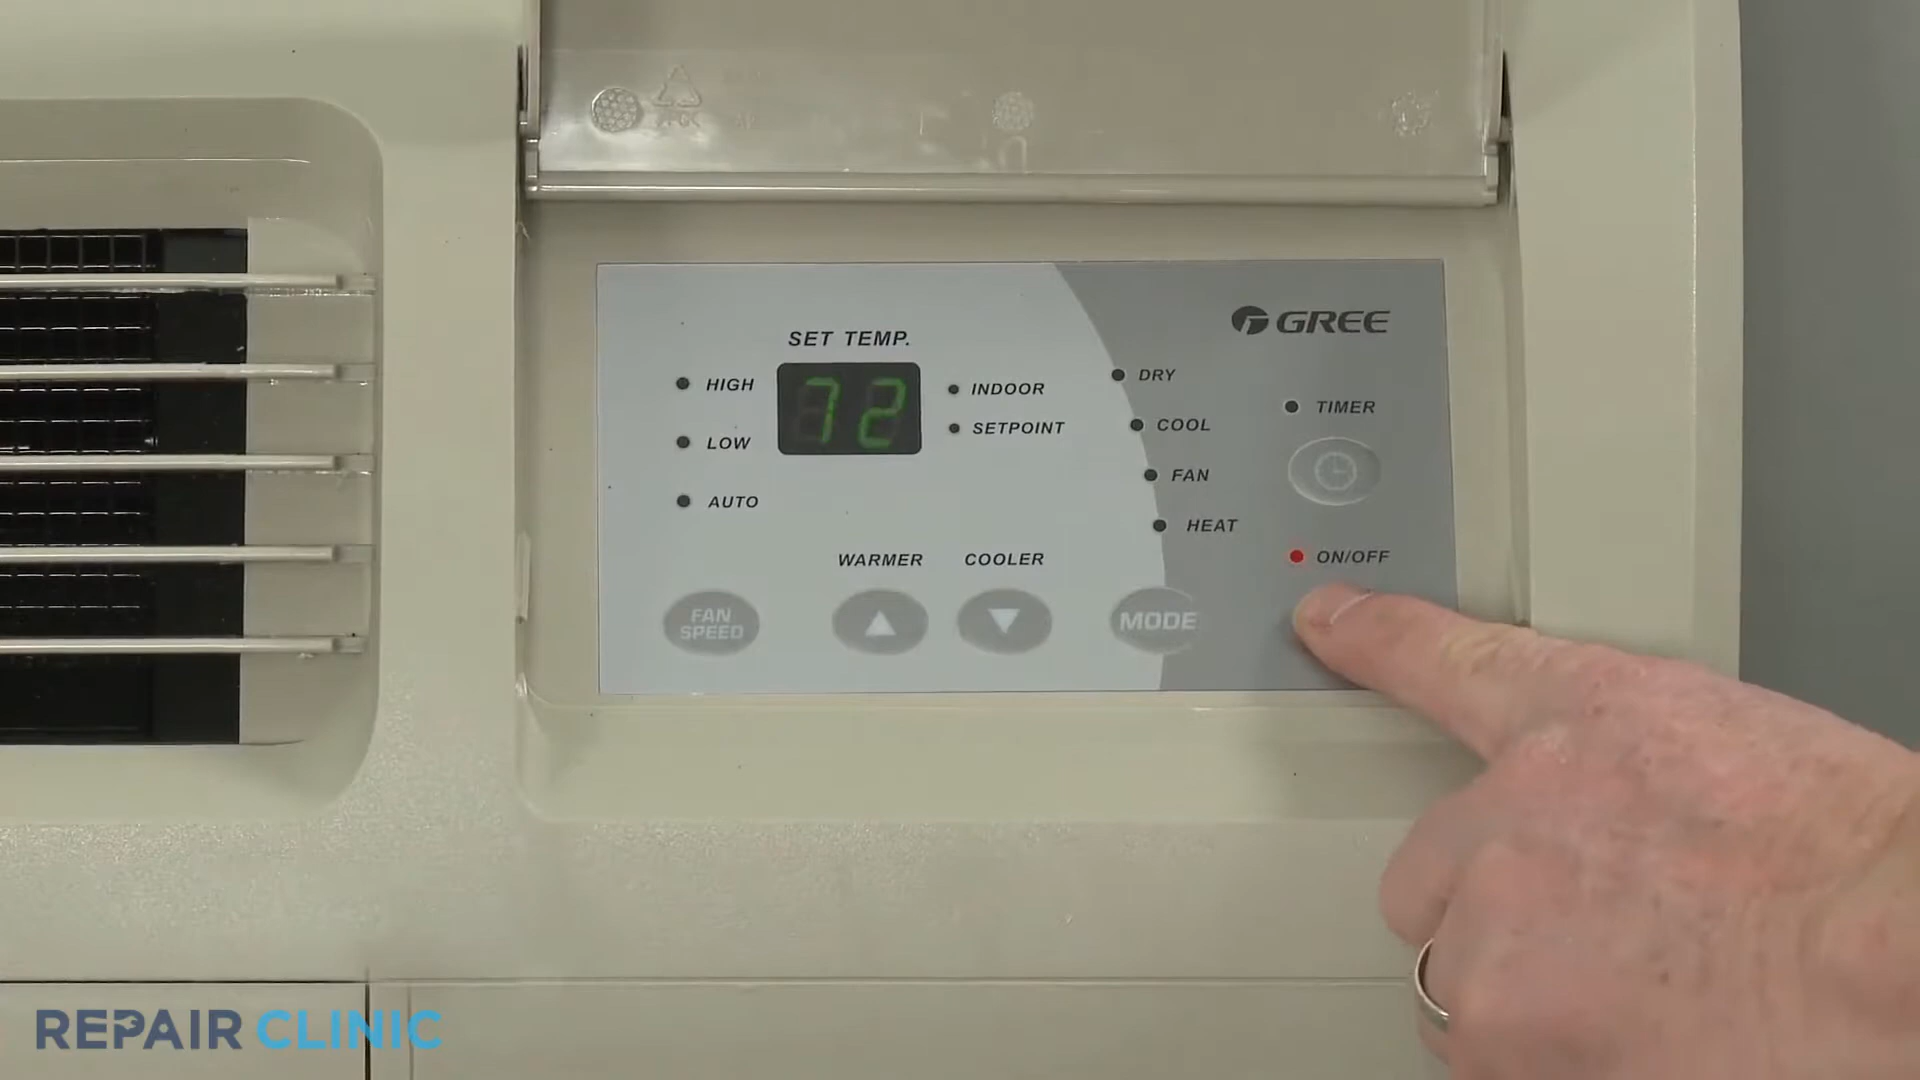 GREE
SET TEMP.
72
HIGH
LOW
AUTO
INDOOR
SETPOINT
DRY
COOL
FAN
HEAT
TIMER
ON/OFF
WARMER
COOLER
FAN
SPEED
MODE
REPAIR CLINIC